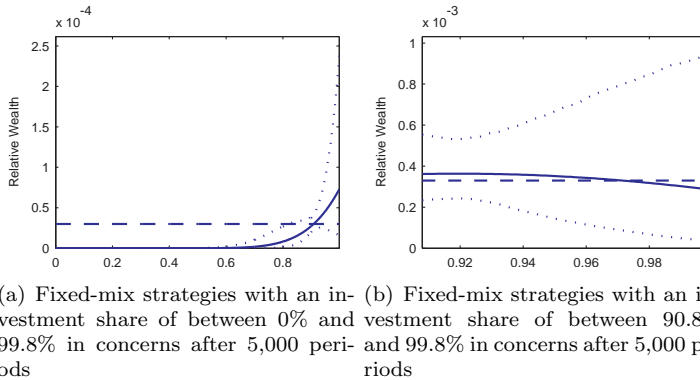 x 10^-4
2.5
2
1.5
1
0.5
0
Relative Wealth
0 0.2 0.4 0.6 0.8
x 10^-3
1
0.8
0.6
0.4
0.2
0
Relative Wealth
0.92 0.94 0.96 0.98
a) Fixed-mix strategies with an in-
vestment share of between 0% and
99.8% in concerns after 5,000 peri-
ods
(b) Fixed-mix strategies with an i
vestment share of between 90.8
and 99.8% in concerns after 5,000 p
riods